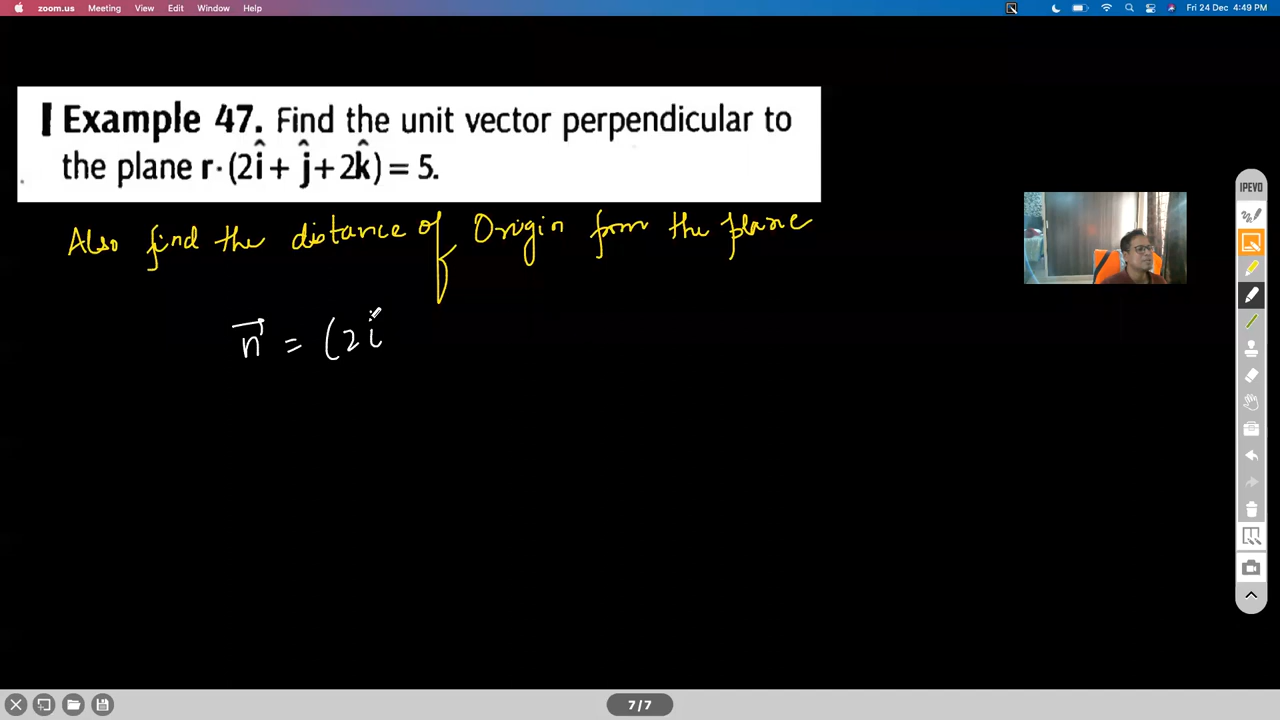 zoom.us Meeting View Edit Window Help Fri 24 Dec 4:49 PM
Example 47. Find the unit vector perpendicular to
the plane r·(2î + ĵ + 2k̂) = 5.
Also find the distance of Origin from the plane
IPEVO
n⃗ = (2i
7/7